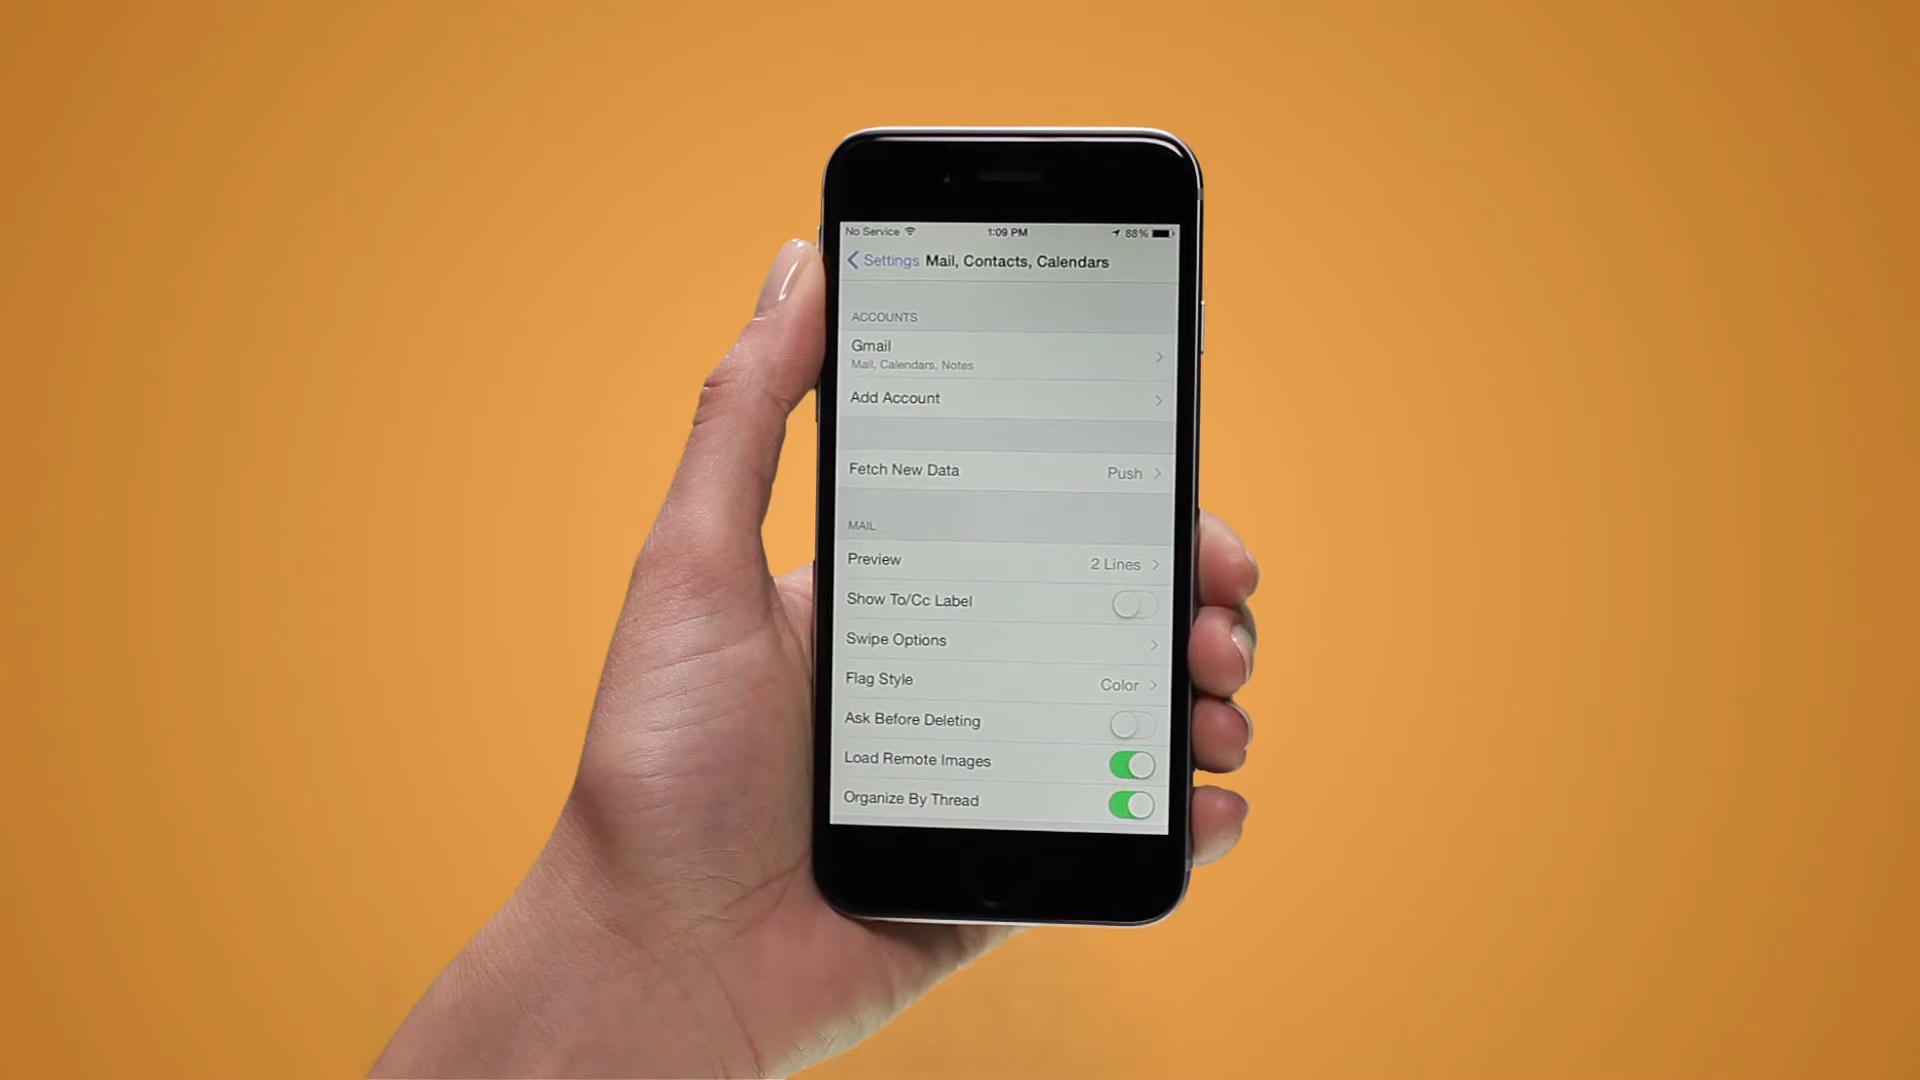 No Service 1:09 PM 88%
Settings Mail, Contacts, Calendars
ACCOUNTS
Gmail
Mail, Calendars, Notes
Add Account
Fetch New Data Push
MAIL
Preview 2 Lines
Show To/Cc Label
Swipe Options
Flag Style Color
Ask Before Deleting
Load Remote Images
Organize By Thread